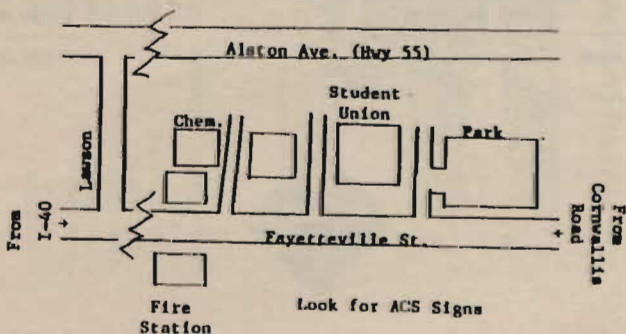 Alston Ave. (Hwy 55)
Student
Union
Chem.
Park
Lawson
From
I-40
Fayetteville St.
From
Cornwallis
Road
Fire
Station
Look for ACS Signs